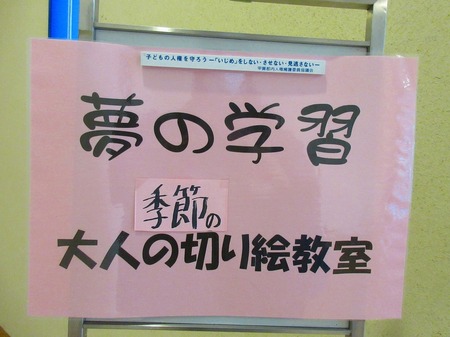 子どもの人権を守ろう ―「いじめ」をしない・させない・見逃さない―
夢の学習
季節の
大人の切り絵教室